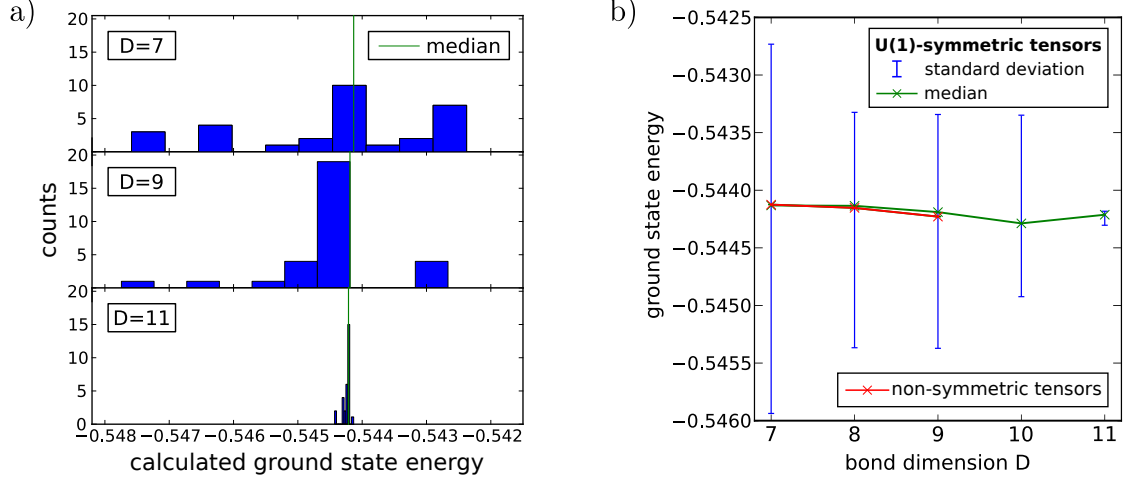 a)
D=7
median
20
15
10
5
D=9
20
15
10
5
counts
D=11
20
15
10
5
0
−0.548 −0.547 −0.546 −0.545 −0.544 −0.543 −0.542
calculated ground state energy
b)
−0.5425
−0.5430
−0.5435
−0.5440
−0.5445
−0.5450
−0.5455
−0.5460
ground state energy
U(1)-symmetric tensors
standard deviation
median
non-symmetric tensors
7 8 9 10 11
bond dimension D